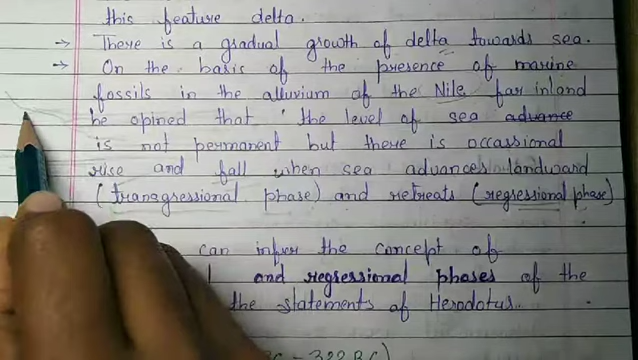 this feature delta.
→ There is a gradual growth of delta towards sea.
→ On the basis of the presence of marine
fossils in the alluvium of the Nile far inland
he opined that the level of sea advance
is not permanent but there is occassional
rise and fall when sea advances landward
(transgressional phase) and retreats (regressional phase)
can infer the concept of
and regressional phases of the
the statements of Herodotus.
- 322 BC)